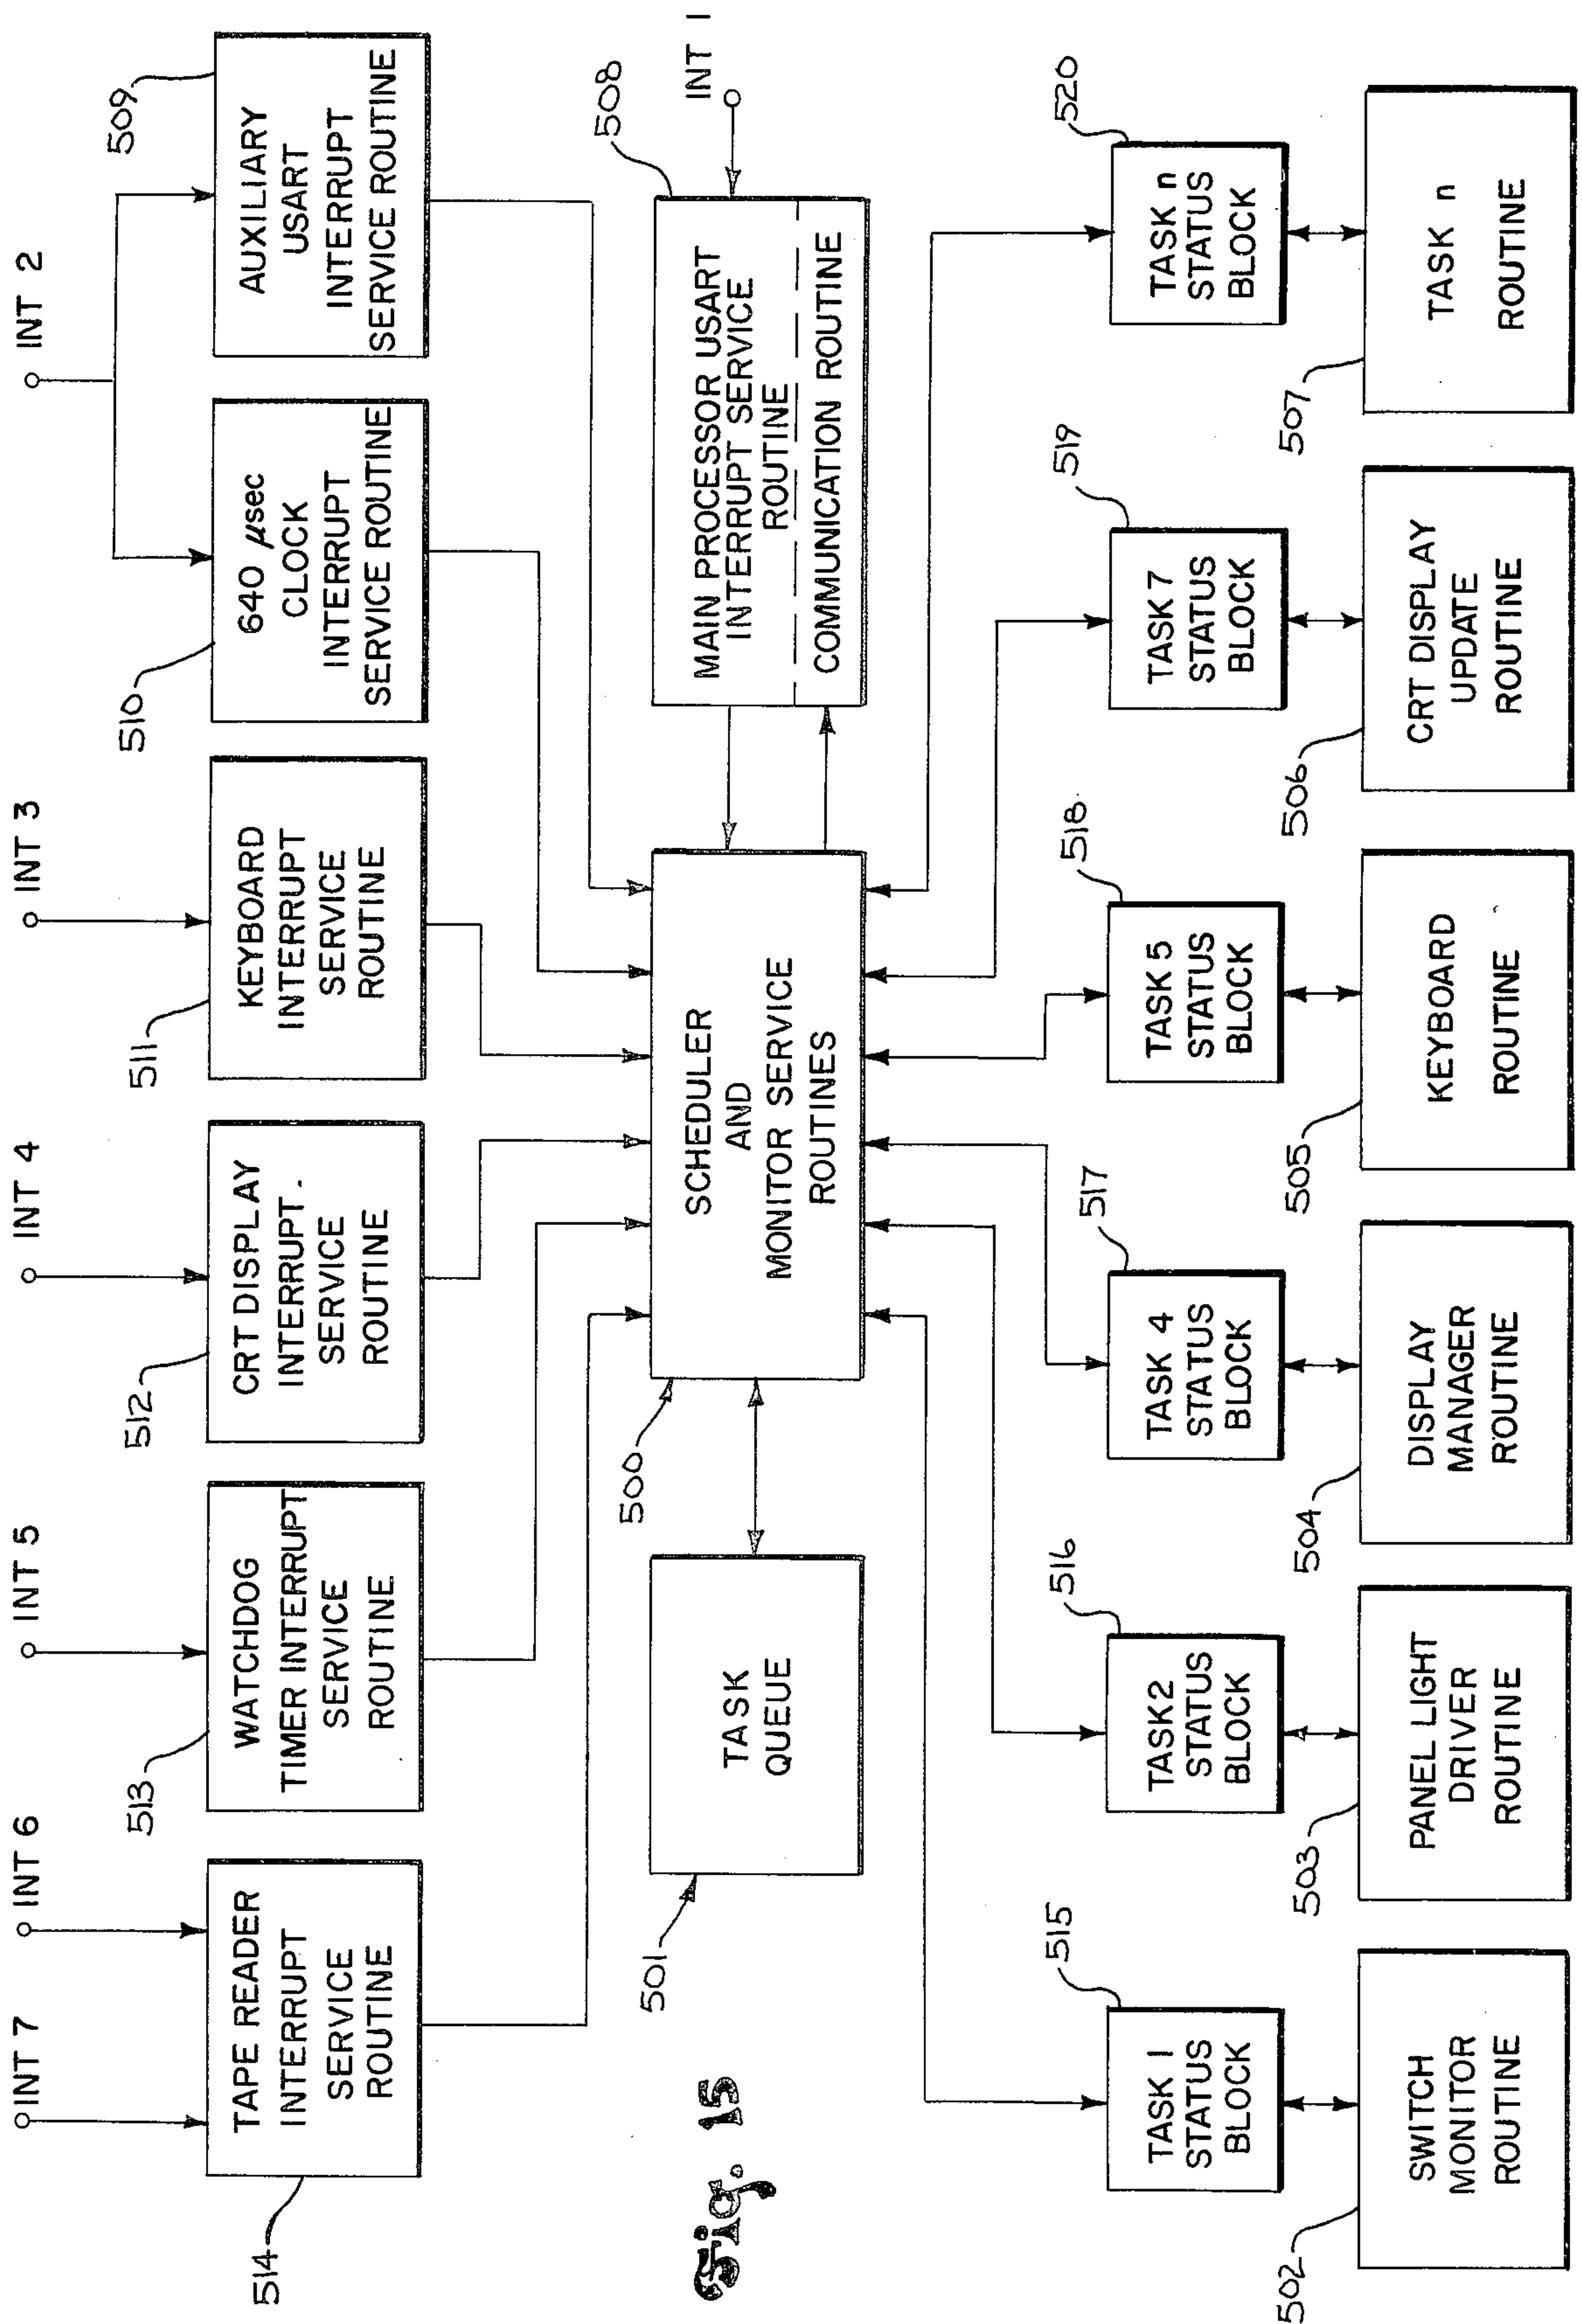 INT 7
INT 6
INT 5
INT 4
INT 3
INT 2
TAPE READER
INTERRUPT
SERVICE
ROUTINE
514
WATCHDOG
TIMER INTERRUPT
SERVICE
ROUTINE
513
CRT DISPLAY
INTERRUPT
SERVICE
ROUTINE
512
KEYBOARD
INTERRUPT
SERVICE
ROUTINE
511
640 µsec
CLOCK
INTERRUPT
SERVICE ROUTINE
510
AUXILIARY
USART
INTERRUPT
SERVICE ROUTINE
509
TASK
QUEUE
501
SCHEDULER
AND
MONITOR SERVICE
ROUTINES
500
MAIN PROCESSOR USART
INTERRUPT SERVICE
ROUTINE
COMMUNICATION ROUTINE
508
INT 1
Fig. 15
TASK 1
STATUS
BLOCK
515
TASK 2
STATUS
BLOCK
516
TASK 4
STATUS
BLOCK
517
TASK 5
STATUS
BLOCK
518
TASK 7
STATUS
BLOCK
519
TASK n
STATUS
BLOCK
520
SWITCH
MONITOR
ROUTINE
502
PANEL LIGHT
DRIVER
ROUTINE
503
DISPLAY
MANAGER
ROUTINE
504
KEYBOARD
ROUTINE
505
CRT DISPLAY
UPDATE
ROUTINE
506
TASK n
ROUTINE
507